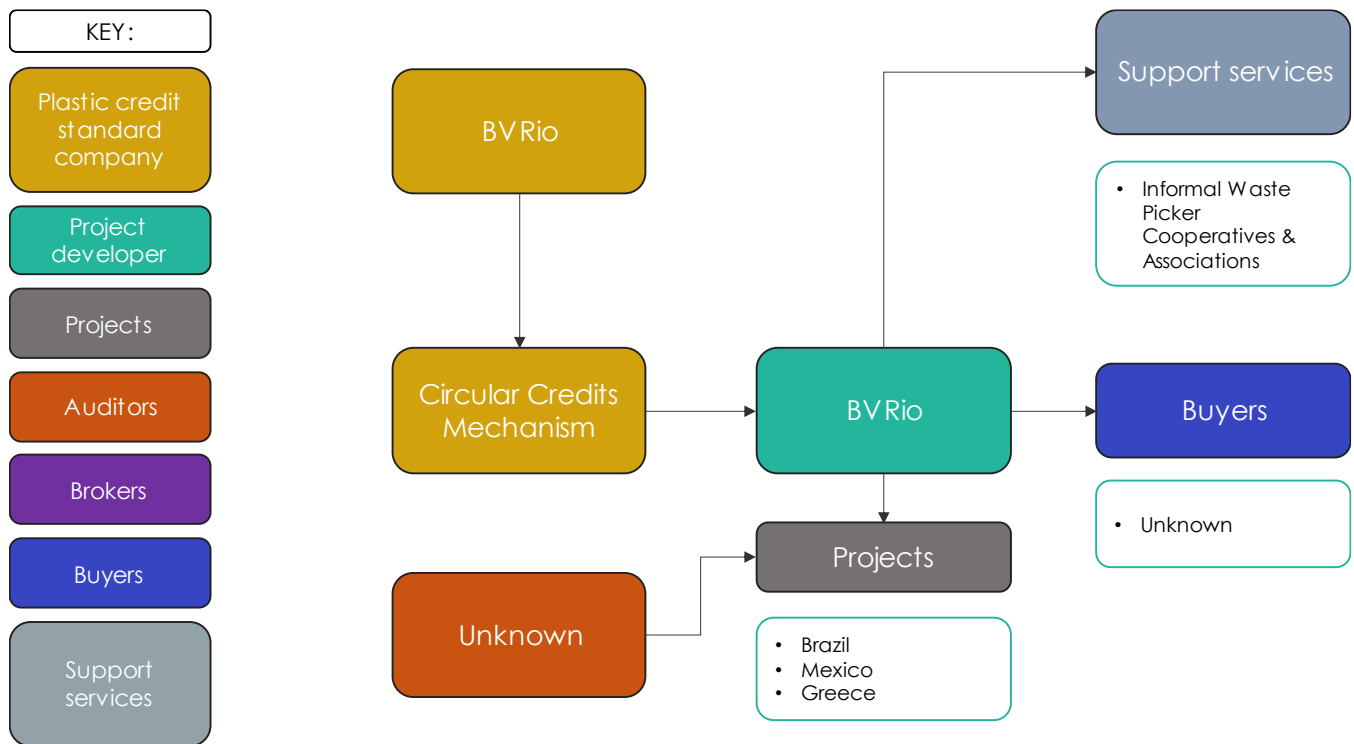 KEY:
Plastic credit
standard
company
Project
developer
Projects
Auditors
Brokers
Buyers
Support
services
BVRio
Circular Credits
Mechanism
Unknown
BVRio
Projects
• Brazil
• Mexico
• Greece
Support services
• Informal Waste
Picker
Cooperatives &
Associations
Buyers
• Unknown